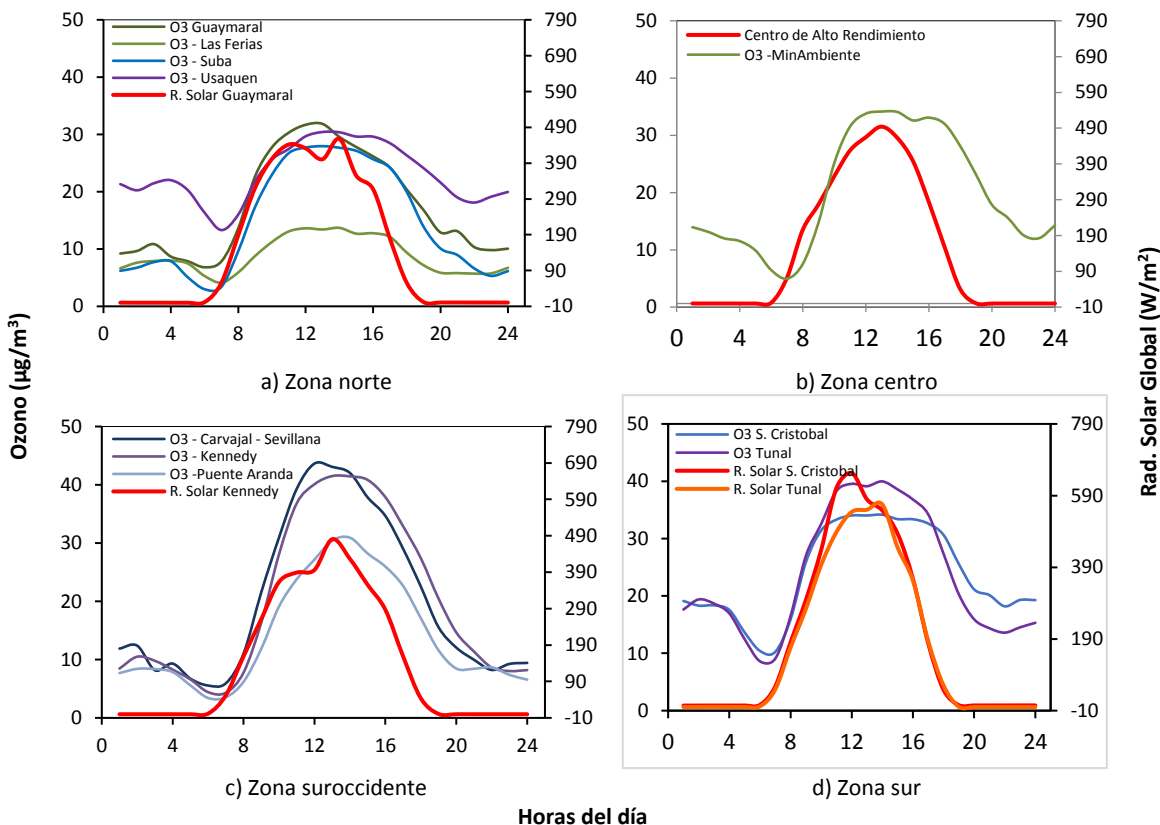 50
40
30
20
10
0
O3 Guaymaral
O3 - Las Ferias
O3 - Suba
O3 - Usaquen
R. Solar Guaymaral
790
690
590
490
390
290
190
90
-10
0 4 8 12 16 20 24
a) Zona norte
50
40
30
20
10
0
Centro de Alto Rendimiento
O3 -MinAmbiente
790
690
590
490
390
290
190
90
-10
0 4 8 12 16 20 24
b) Zona centro
Ozono (µg/m³)
Rad. Solar Global (W/m²)
50
40
30
20
10
0
O3 - Carvajal - Sevillana
O3 - Kennedy
O3 -Puente Aranda
R. Solar Kennedy
790
690
590
490
390
290
190
90
-10
0 4 8 12 16 20 24
c) Zona suroccidente
50
40
30
20
10
0
O3 S. Cristobal
O3 Tunal
R. Solar S. Cristobal
R. Solar Tunal
790
590
390
190
-10
0 4 8 12 16 20 24
d) Zona sur
Horas del día